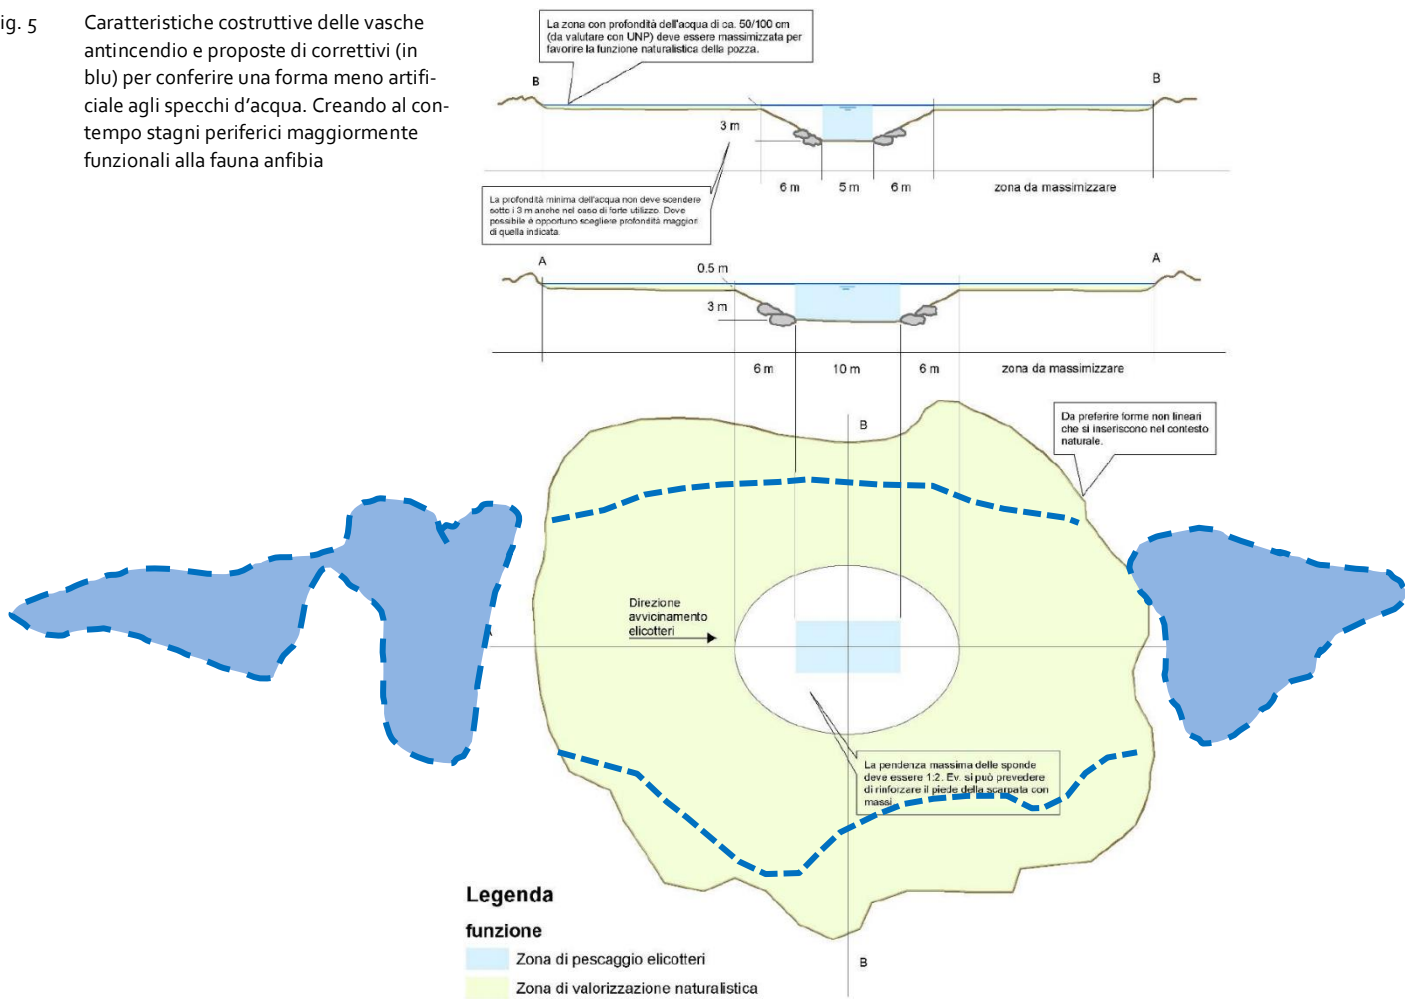 ig. 5
Caratteristiche costruttive delle vasche
antincendio e proposte di correttivi (in
blu) per conferire una forma meno artifi-
ciale agli specchi d'acqua. Creando al con-
tempo stagni periferici maggiormente
funzionali alla fauna anfibia
La zona con profondità dell'acqua di ca. 50/100 cm
(da valutare con UNP) deve essere massimizzata per
favorire la funzione naturalistica della pozza.
B
B
3 m
6 m
5 m
6 m
zona da massimizzare
La profondità minima dell'acqua non deve scendere
sotto i 3 m anche nel caso di forte utilizzo. Dove
possibile è opportuno scegliere profondità maggiori
di quella indicata.
A
A
0.5 m
3 m
6 m
10 m
6 m
zona da massimizzare
B
Da preferire forme non lineari
che si inseriscono nel contesto
naturale.
Direzione
avvicinamento
elicotteri
La pendenza massima delle sponde
deve essere 1:2. Ev. si può prevedere
di rinforzare il piede della scarpata con
massi.
B
Legenda
funzione
Zona di pescaggio elicotteri
Zona di valorizzazione naturalistica